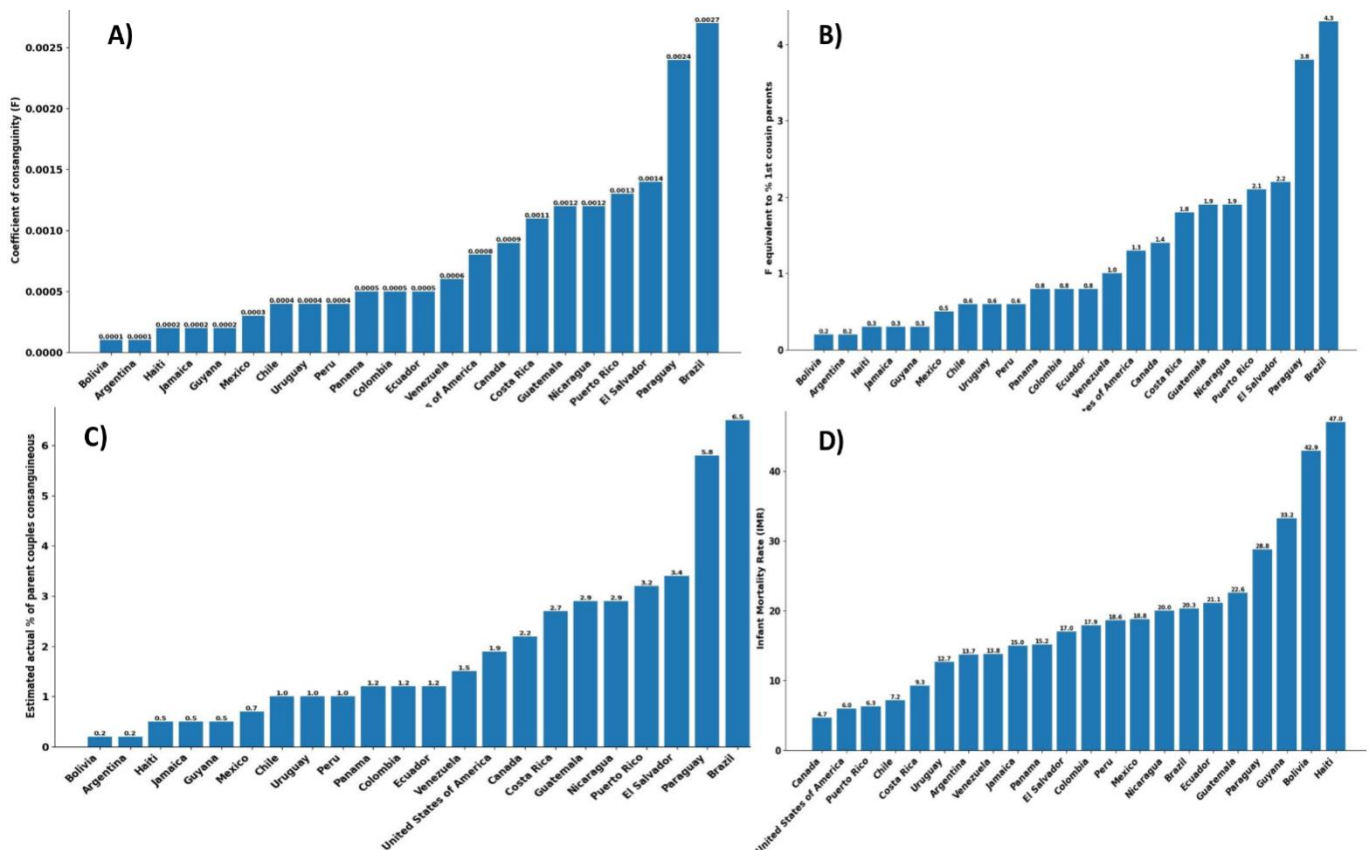 A)
Coefficient of consanguinity (F)
0.0025
0.0020
0.0015
0.0010
0.0005
0.0000
0.0001
0.0001
0.0002
0.0002
0.0002
0.0003
0.0004
0.0004
0.0004
0.0005
0.0005
0.0005
0.0006
0.0008
0.0009
0.0011
0.0012
0.0012
0.0013
0.0014
0.0024
0.0027
Bolivia
Argentina
Haiti
Jamaica
Guyana
Mexico
Chile
Uruguay
Peru
Panama
Colombia
Ecuador
Venezuela
s of America
Canada
Costa Rica
Guatemala
Nicaragua
Puerto Rico
El Salvador
Paraguay
Brazil
B)
F equivalent to % 1st cousin parents
4
3
2
1
0
0.2
0.2
0.3
0.3
0.3
0.5
0.6
0.6
0.6
0.8
0.8
0.8
1.0
1.3
1.4
1.8
1.9
1.9
2.1
2.2
3.8
4.3
Bolivia
Argentina
Haiti
Jamaica
Guyana
Mexico
Chile
Uruguay
Peru
Panama
Colombia
Ecuador
Venezuela
tes of America
Canada
Costa Rica
Guatemala
Nicaragua
Puerto Rico
El Salvador
Paraguay
Brazil
C)
Estimated actual % of parent couples consanguineous
6
5
4
3
2
1
0
0.2
0.2
0.5
0.5
0.5
0.7
1.0
1.0
1.0
1.2
1.2
1.2
1.5
1.9
2.2
2.7
2.9
2.9
3.2
3.4
5.8
6.5
Bolivia
Argentina
Haiti
Jamaica
Guyana
Mexico
Chile
Uruguay
Peru
Panama
Colombia
Ecuador
Venezuela
United States of America
Canada
Costa Rica
Guatemala
Nicaragua
Puerto Rico
El Salvador
Paraguay
Brazil
D)
Infant Mortality Rate (IMR)
40
30
20
10
0
4.7
6.0
6.3
7.2
9.3
12.7
13.7
13.8
15.0
15.2
17.0
17.9
18.6
18.8
20.0
20.3
21.1
22.6
28.8
33.2
42.9
47.0
Canada
United States of America
Puerto Rico
Chile
Costa Rica
Uruguay
Argentina
Venezuela
Jamaica
Panama
El Salvador
Colombia
Peru
Mexico
Nicaragua
Brazil
Ecuador
Guatemala
Paraguay
Guyana
Bolivia
Haiti